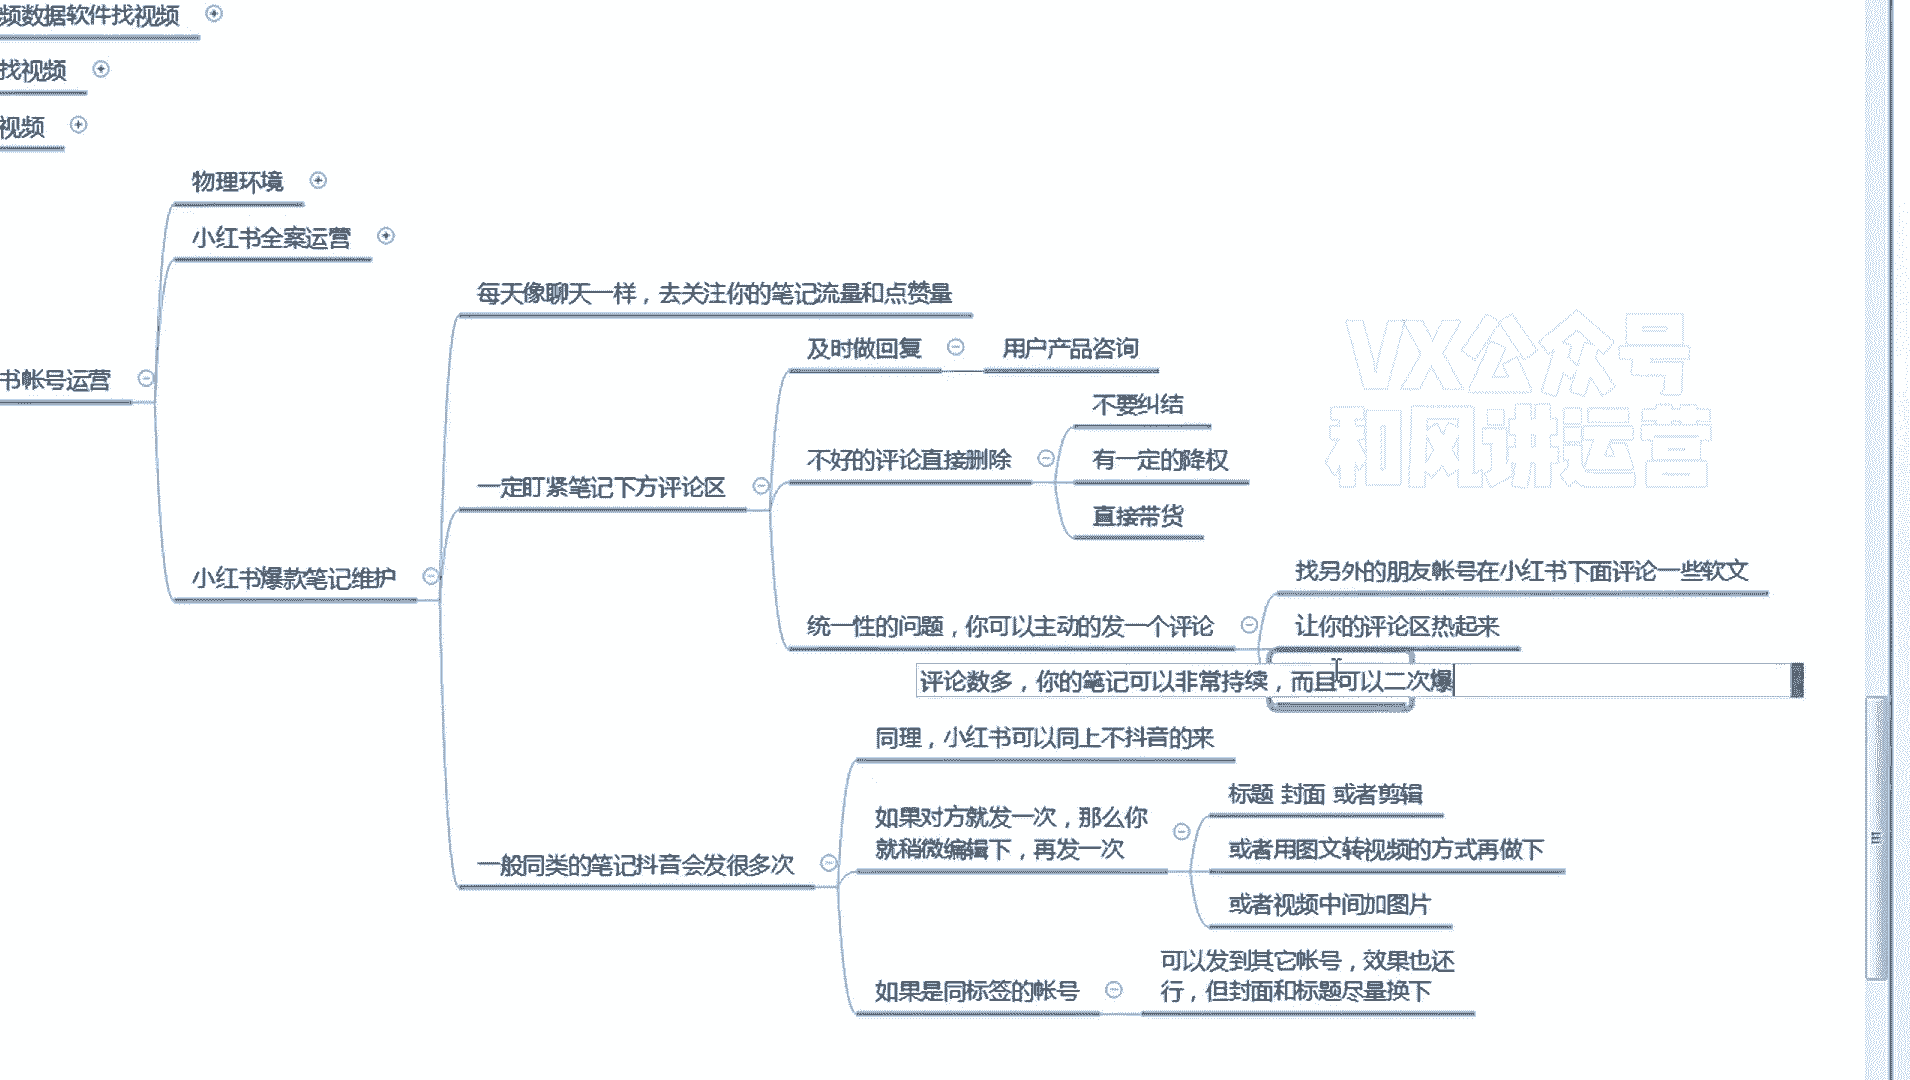 频数据软件找视频
找视频
视频
物理环境
小红书全案运营
每天像聊天一样，去关注你的笔记流量和点赞量
及时做回复
用户产品咨询
不要纠结
书帐号运营
不好的评论直接删除
有一定的降权
一定盯紧笔记下方评论区
直接带货
VX公众号
和风讲运营
小红书爆款笔记维护
找另外的朋友帐号在小红书下面评论一些软文
统一性的问题，你可以主动的发一个评论
让你的评论区热起来
评论数多，你的笔记可以非常持续，而且可以二次爆
同理，小红书可以同上不抖音的来
如果对方就发一次，那么你
就稍微编辑下，再发一次
标题 封面 或者剪辑
或者用图文转视频的方式再做下
一般同类的笔记抖音会发很多次
或者视频中间加图片
如果是同标签的帐号
可以发到其它帐号，效果也还
行，但封面和标题尽量换下